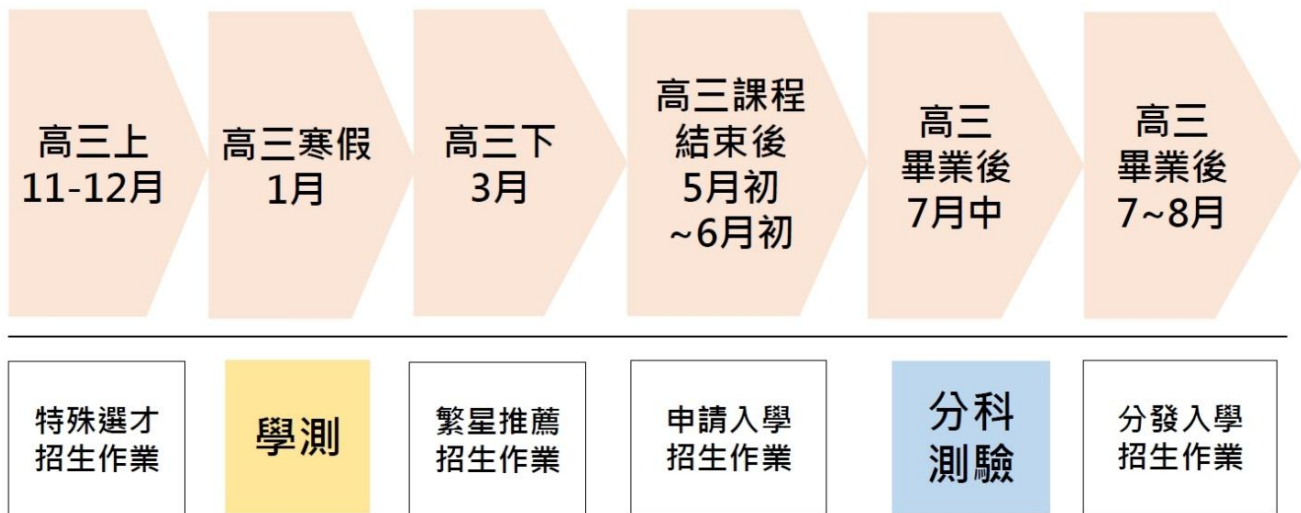 高三上
11-12月
高三寒假
1月
高三下
3月
高三課程
結束後
5月初
~6月初
高三
畢業後
7月中
高三
畢業後
7~8月
特殊選才
招生作業
學測
繁星推薦
招生作業
申請入學
招生作業
分科
測驗
分發入學
招生作業